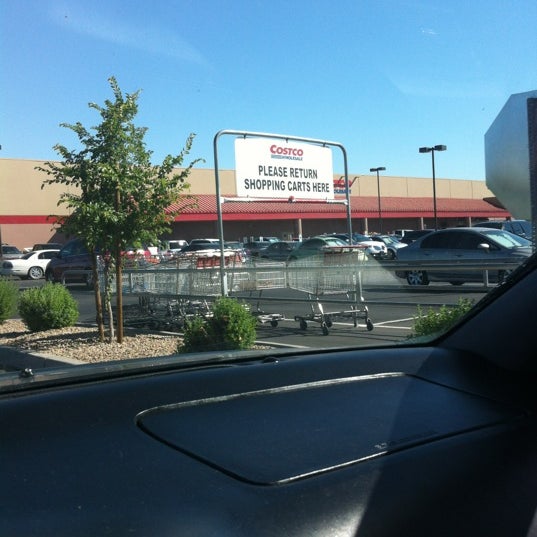 COSTCO
WHOLESALE
PLEASE RETURN
SHOPPING CARTS HERE